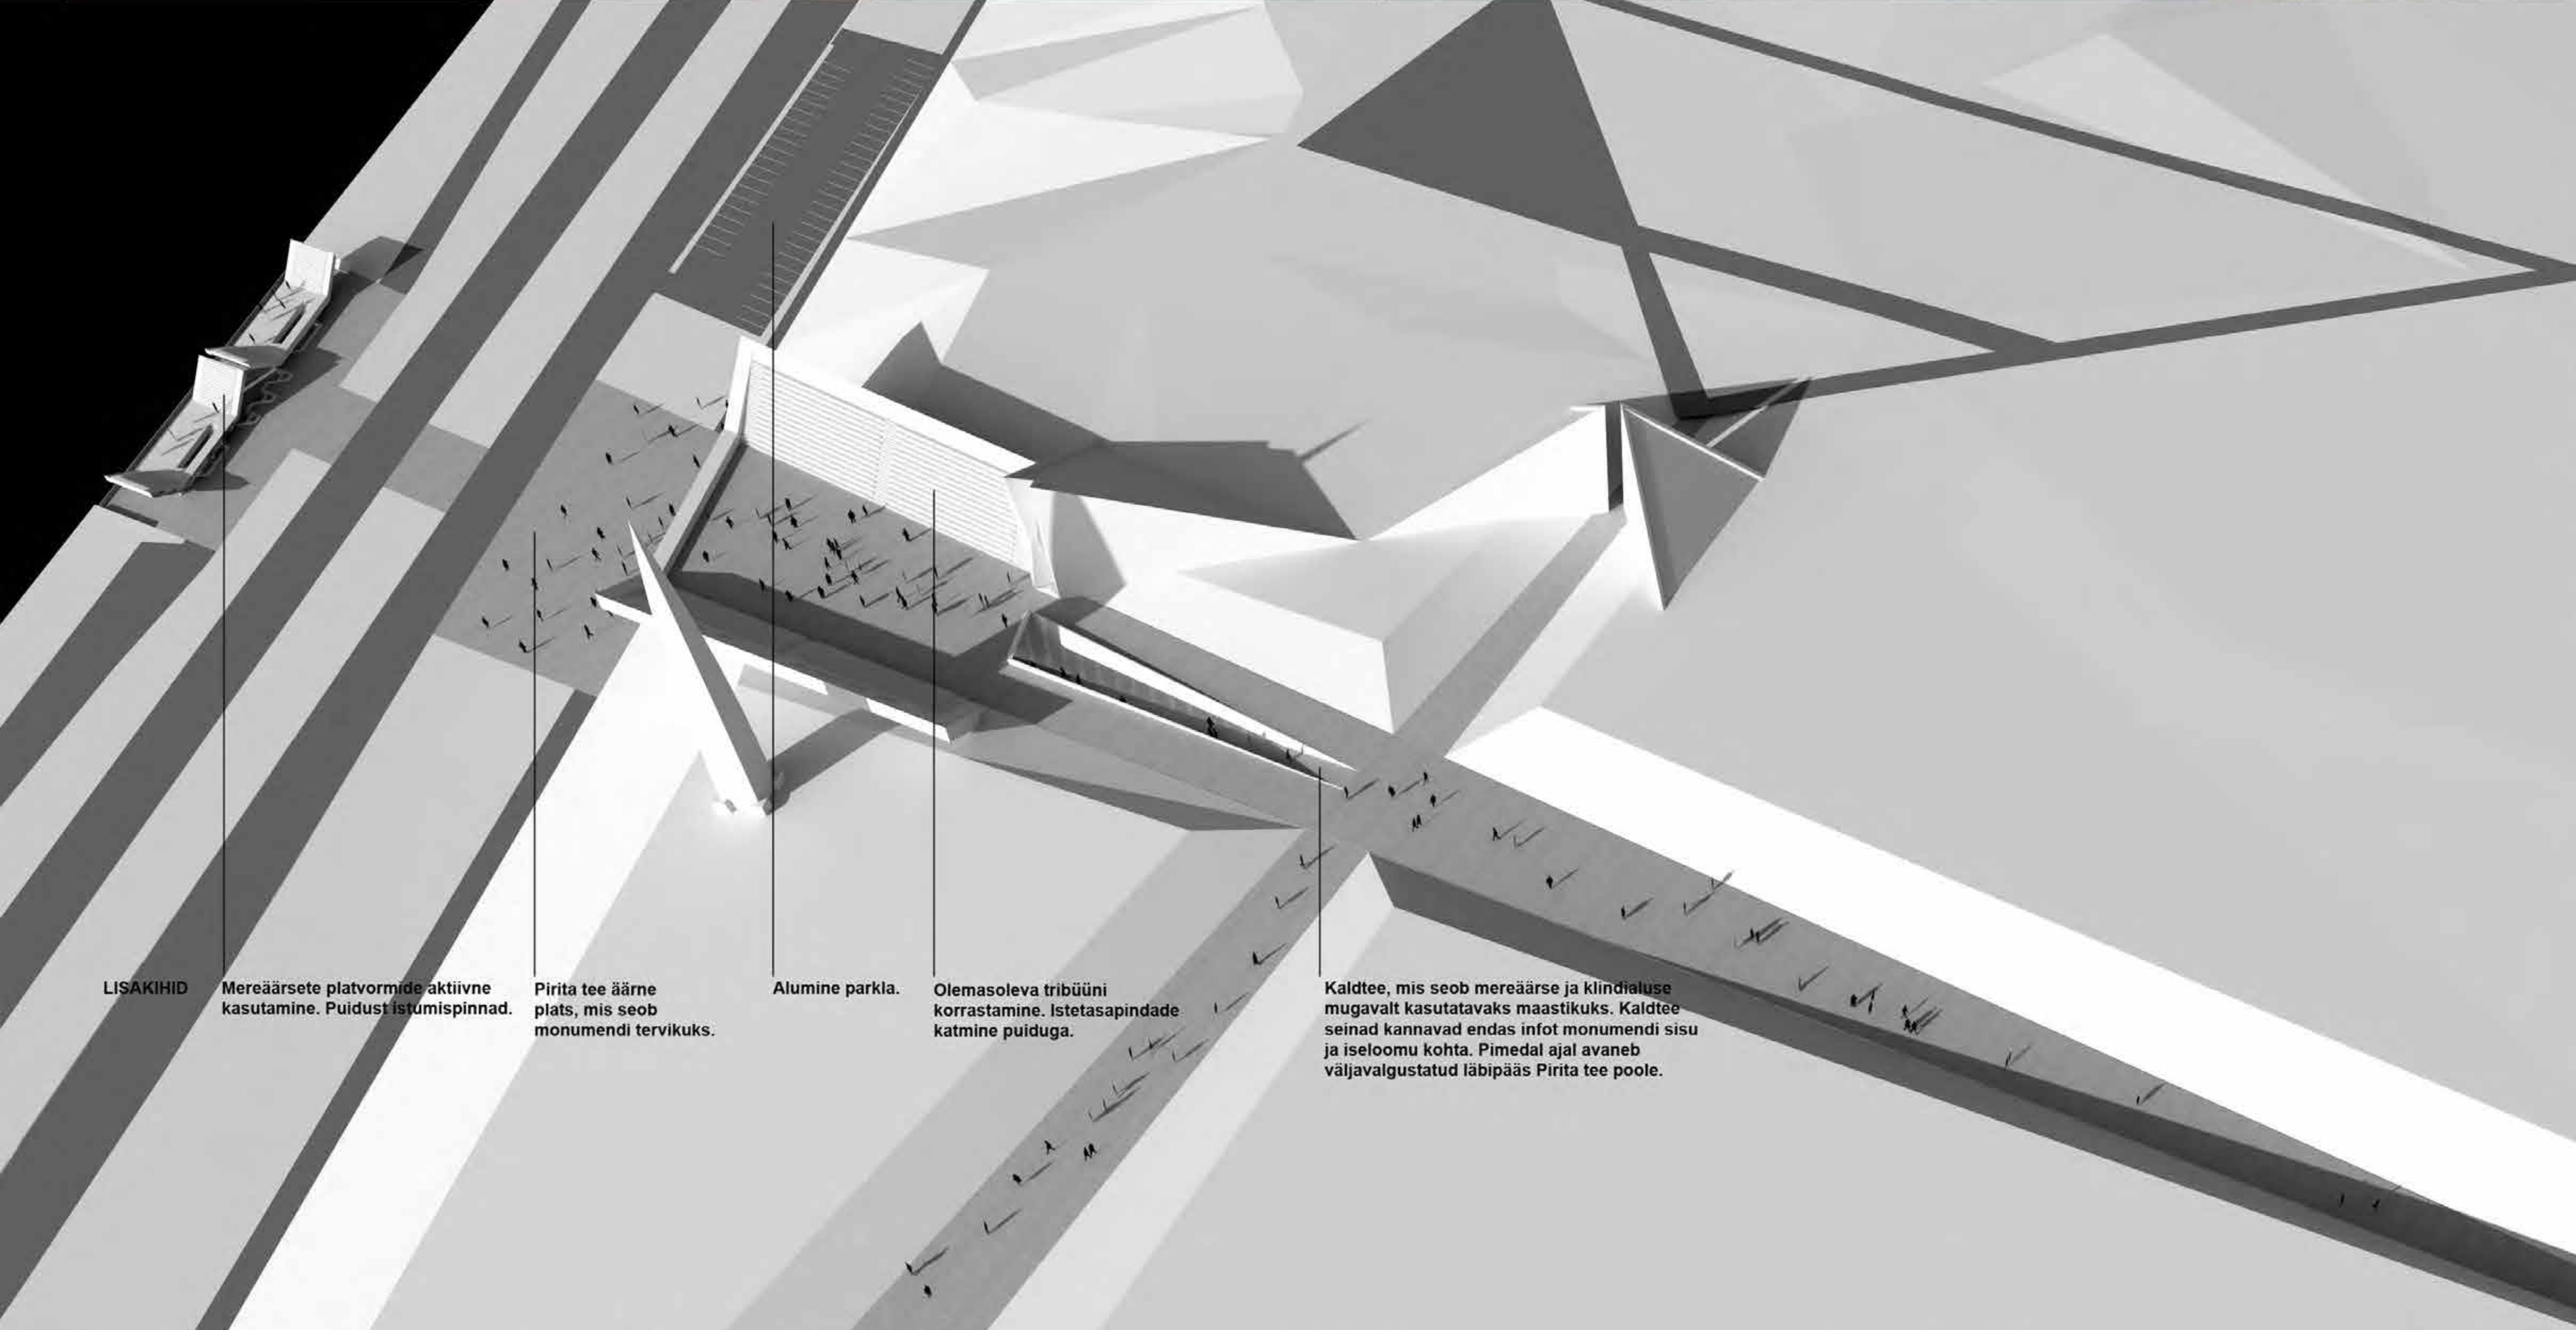 LISAKIHID
Mereäärsete platvormide aktiivne
kasutamine. Puidust istumispinnad.
Pirita tee äärne
plats, mis seob
monumendi tervikuks.
Alumine parkla.
Olemasoleva tribüüni
korrastamine. Istetasapindade
katmine puiduga.
Kaldtee, mis seob mereäärse ja klindialuse
mugavalt kasutatavaks maastikuks. Kaldtee
seinad kannavad endas infot monumendi sisu
ja iseloomu kohta. Pimedal ajal avaneb
väljavalgustatud läbipääs Pirita tee poole.